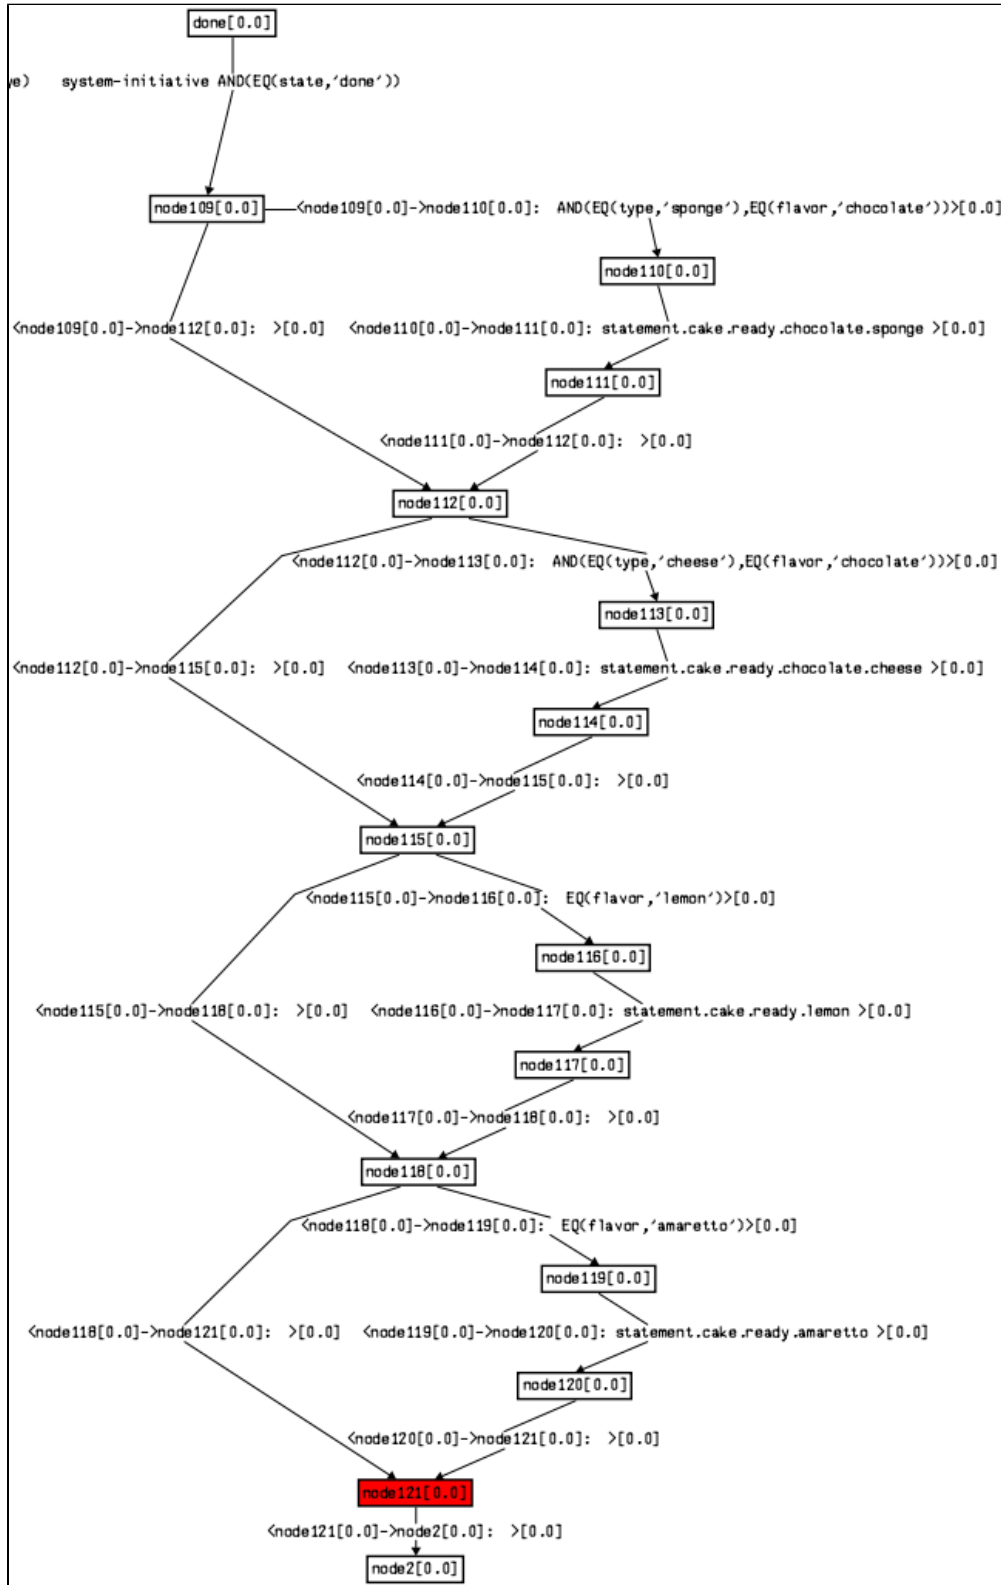 done[0.0]
ye) system-initiative AND(EQ(state,'done'))
node109[0.0] <node109[0.0]->node110[0.0]: AND(EQ(type,'sponge'),EQ(flavor,'chocolate'))>[0.0]
node110[0.0]
<node109[0.0]->node112[0.0]: >[0.0] <node110[0.0]->node111[0.0]: statement.cake.ready.chocolate.sponge >[0.0]
node111[0.0]
<node111[0.0]->node112[0.0]: >[0.0]
node112[0.0]
<node112[0.0]->node113[0.0]: AND(EQ(type,'cheese'),EQ(flavor,'chocolate'))>[0.0]
node113[0.0]
<node112[0.0]->node115[0.0]: >[0.0] <node113[0.0]->node114[0.0]: statement.cake.ready.chocolate.cheese >[0.0]
node114[0.0]
<node114[0.0]->node115[0.0]: >[0.0]
node115[0.0]
<node115[0.0]->node116[0.0]: EQ(flavor,'lemon')>[0.0]
node116[0.0]
<node115[0.0]->node118[0.0]: >[0.0] <node116[0.0]->node117[0.0]: statement.cake.ready.lemon >[0.0]
node117[0.0]
<node117[0.0]->node118[0.0]: >[0.0]
node118[0.0]
<node118[0.0]->node119[0.0]: EQ(flavor,'amaretto')>[0.0]
node119[0.0]
<node118[0.0]->node121[0.0]: >[0.0] <node119[0.0]->node120[0.0]: statement.cake.ready.amaretto >[0.0]
node120[0.0]
<node120[0.0]->node121[0.0]: >[0.0]
node121[0.0]
<node121[0.0]->node2[0.0]: >[0.0]
node2[0.0]